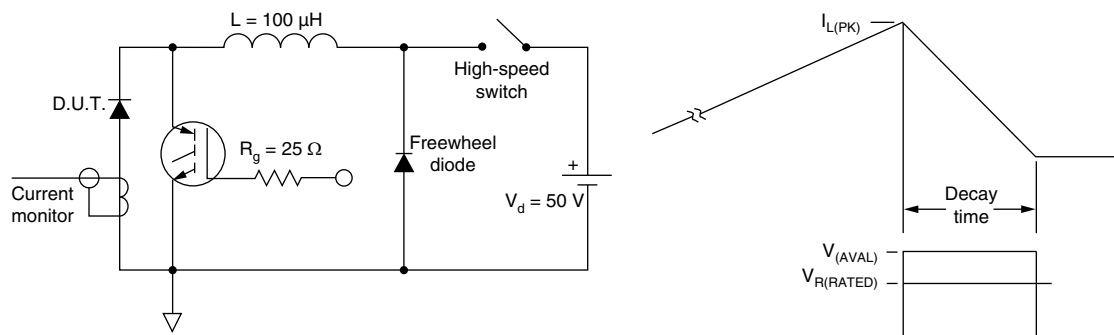 L = 100 μH
High-speed
switch
D.U.T.
Freewheel
diode
R_g = 25 Ω
Current
monitor
+
V_d = 50 V
I_L(PK)
Decay
time
V_(AVAL)
V_R(RATED)